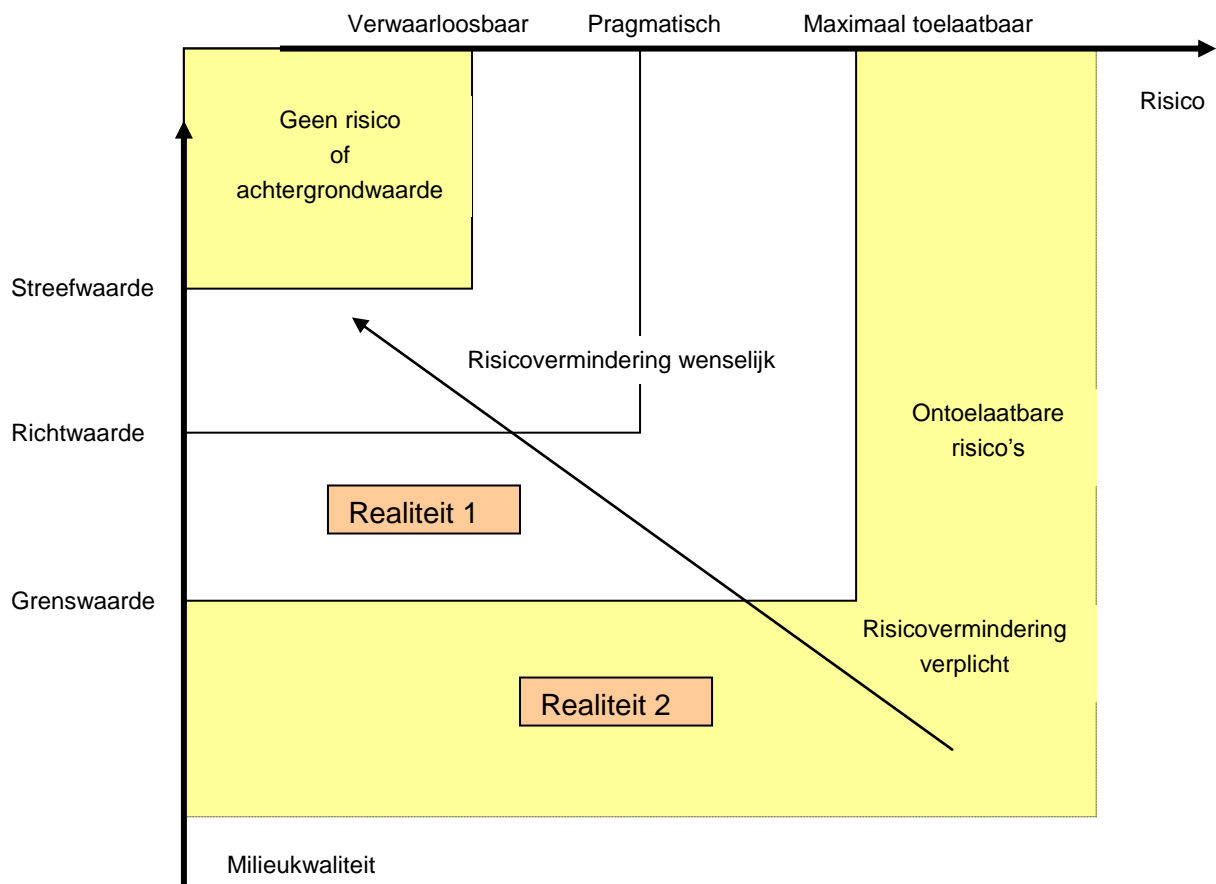 Verwaarloosbaar Pragmatisch Maximaal toelaatbaar
Risico
Geen risico
of
achtergrondwaarde
Streefwaarde
Risicovermindering wenselijk
Richtwaarde
Ontoelaatbare
risico’s
Realiteit 1
Grenswaarde
Risicovermindering
verplicht
Realiteit 2
Milieukwaliteit